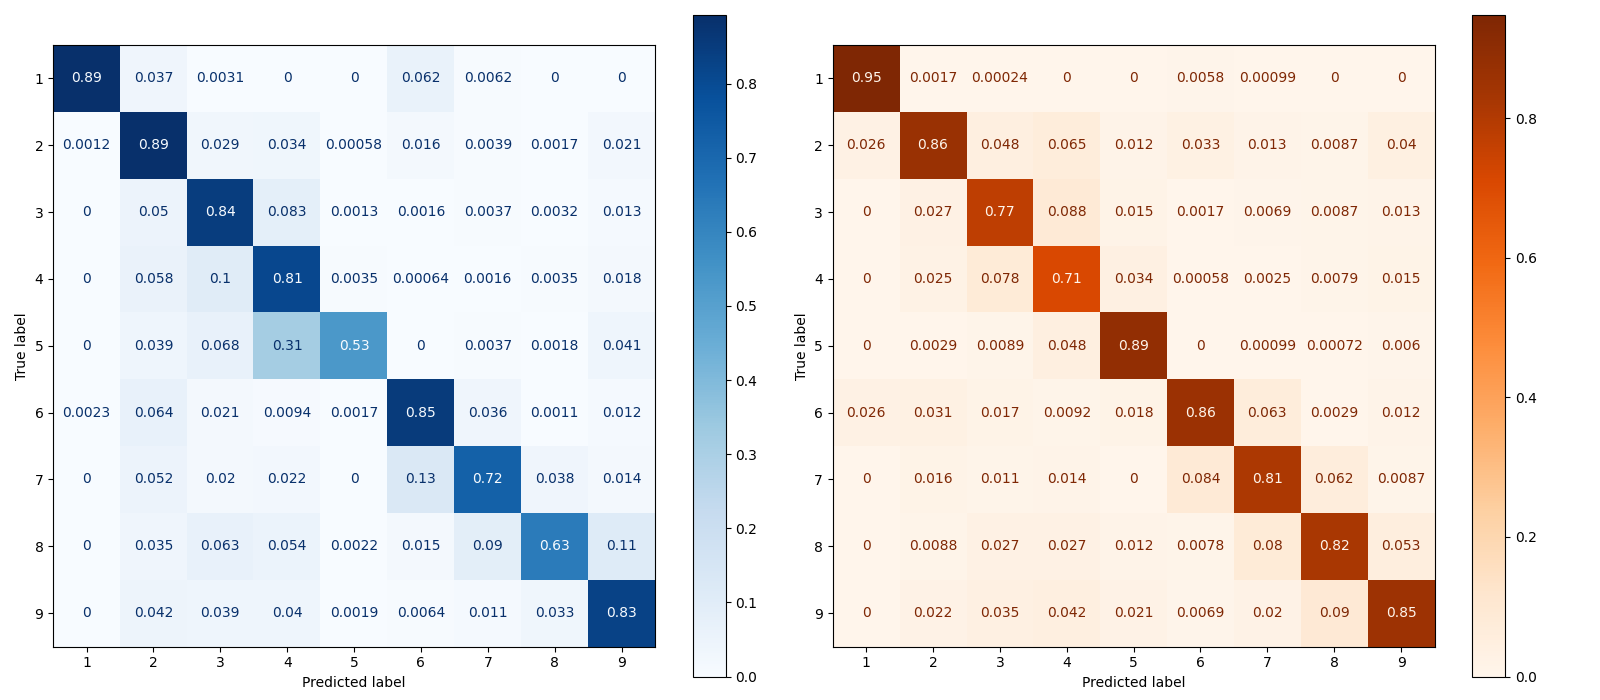 1 0.89 0.037 0.0031 0 0 0.062 0.0062 0 0
2 0.0012 0.89 0.029 0.034 0.00058 0.016 0.0039 0.0017 0.021
3 0 0.05 0.84 0.083 0.0013 0.0016 0.0037 0.0032 0.013
4 0 0.058 0.1 0.81 0.0035 0.00064 0.0016 0.0035 0.018
5 0 0.039 0.068 0.31 0.53 0 0.0037 0.0018 0.041
6 0.0023 0.064 0.021 0.0094 0.0017 0.85 0.036 0.0011 0.012
7 0 0.052 0.02 0.022 0 0.13 0.72 0.038 0.014
8 0 0.035 0.063 0.054 0.0022 0.015 0.09 0.63 0.11
9 0 0.042 0.039 0.04 0.0019 0.0064 0.011 0.033 0.83
1 2 3 4 5 6 7 8 9
Predicted label
True label
0.8
0.7
0.6
0.5
0.4
0.3
0.2
0.1
0.0
1 0.95 0.0017 0.00024 0 0 0.0058 0.00099 0 0
2 0.026 0.86 0.048 0.065 0.012 0.033 0.013 0.0087 0.04
3 0 0.027 0.77 0.088 0.015 0.0017 0.0069 0.0087 0.013
4 0 0.025 0.078 0.71 0.034 0.00058 0.0025 0.0079 0.015
5 0 0.0029 0.0089 0.048 0.89 0 0.00099 0.00072 0.006
6 0.026 0.031 0.017 0.0092 0.018 0.86 0.063 0.0029 0.012
7 0 0.016 0.011 0.014 0 0.084 0.81 0.062 0.0087
8 0 0.0088 0.027 0.027 0.012 0.0078 0.08 0.82 0.053
9 0 0.022 0.035 0.042 0.021 0.0069 0.02 0.09 0.85
1 2 3 4 5 6 7 8 9
Predicted label
True label
0.8
0.6
0.4
0.2
0.0